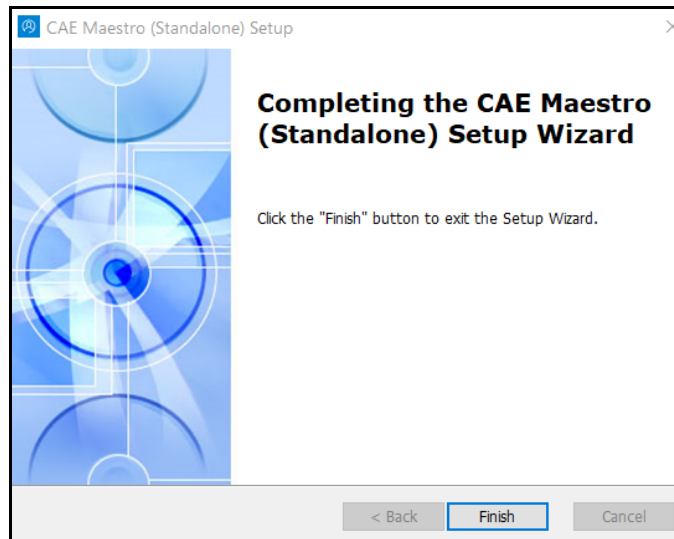 CAE Maestro (Standalone) Setup
Completing the CAE Maestro
(Standalone) Setup Wizard
Click the "Finish" button to exit the Setup Wizard.
< Back Finish Cancel